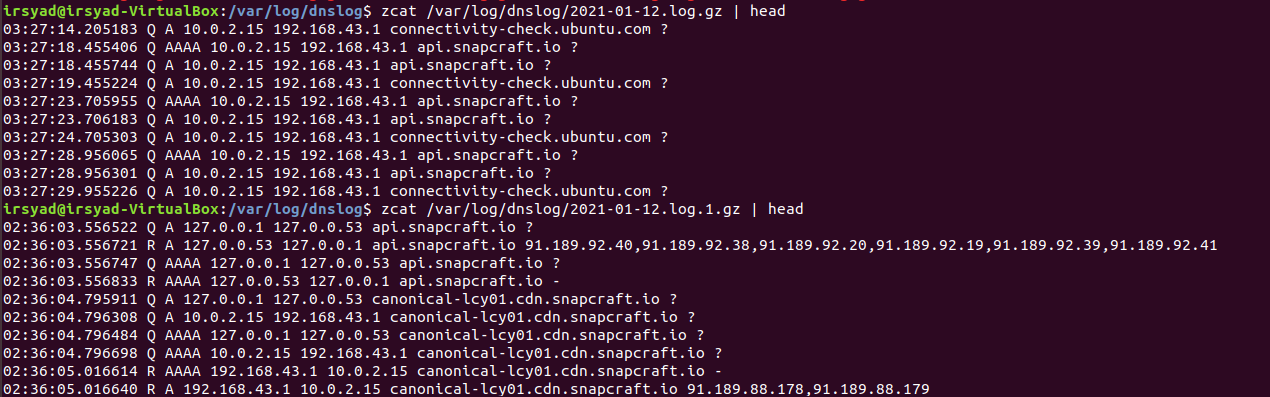 irsyad@irsyad-VirtualBox:/var/log/dnslog$ zcat /var/log/dnslog/2021-01-12.log.gz | head
03:27:14.205183 Q A 10.0.2.15 192.168.43.1 connectivity-check.ubuntu.com ?
03:27:18.455406 Q AAAA 10.0.2.15 192.168.43.1 api.snapcraft.io ?
03:27:18.455744 Q A 10.0.2.15 192.168.43.1 api.snapcraft.io ?
03:27:19.455224 Q A 10.0.2.15 192.168.43.1 connectivity-check.ubuntu.com ?
03:27:23.705955 Q AAAA 10.0.2.15 192.168.43.1 api.snapcraft.io ?
03:27:23.706183 Q A 10.0.2.15 192.168.43.1 api.snapcraft.io ?
03:27:24.705303 Q A 10.0.2.15 192.168.43.1 connectivity-check.ubuntu.com ?
03:27:28.956065 Q AAAA 10.0.2.15 192.168.43.1 api.snapcraft.io ?
03:27:28.956301 Q A 10.0.2.15 192.168.43.1 api.snapcraft.io ?
03:27:29.955226 Q A 10.0.2.15 192.168.43.1 connectivity-check.ubuntu.com ?
irsyad@irsyad-VirtualBox:/var/log/dnslog$ zcat /var/log/dnslog/2021-01-12.log.1.gz | head
02:36:03.556522 Q A 127.0.0.1 127.0.0.53 api.snapcraft.io ?
02:36:03.556721 R A 127.0.0.53 127.0.0.1 api.snapcraft.io 91.189.92.40,91.189.92.38,91.189.92.20,91.189.92.19,91.189.92.39,91.189.92.41
02:36:03.556747 Q AAAA 127.0.0.1 127.0.0.53 api.snapcraft.io ?
02:36:03.556833 R AAAA 127.0.0.53 127.0.0.1 api.snapcraft.io -
02:36:04.795911 Q A 127.0.0.1 127.0.0.53 canonical-lcy01.cdn.snapcraft.io ?
02:36:04.796308 Q A 10.0.2.15 192.168.43.1 canonical-lcy01.cdn.snapcraft.io ?
02:36:04.796484 Q AAAA 127.0.0.1 127.0.0.53 canonical-lcy01.cdn.snapcraft.io ?
02:36:04.796698 Q AAAA 10.0.2.15 192.168.43.1 canonical-lcy01.cdn.snapcraft.io ?
02:36:05.016614 R AAAA 192.168.43.1 10.0.2.15 canonical-lcy01.cdn.snapcraft.io -
02:36:05.016640 R A 192.168.43.1 10.0.2.15 canonical-lcy01.cdn.snapcraft.io 91.189.88.178,91.189.88.179